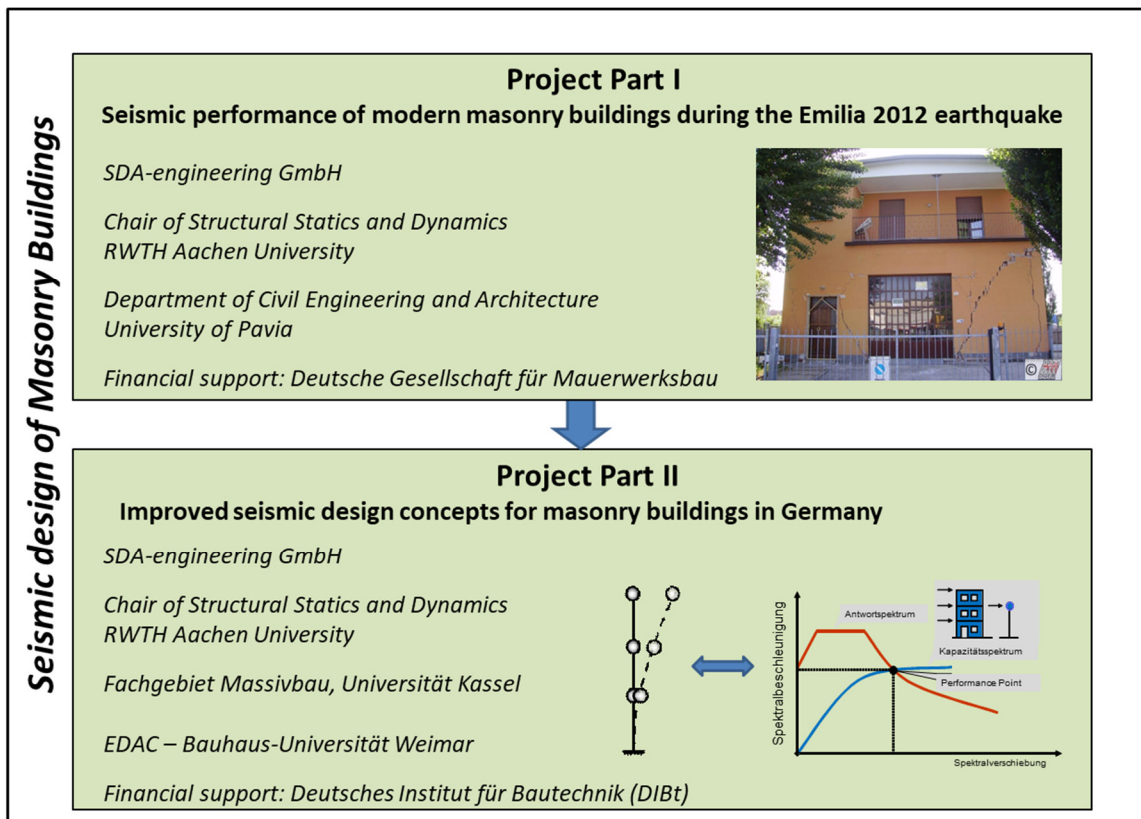 Seismic design of Masonry Buildings
Project Part I
Seismic performance of modern masonry buildings during the Emilia 2012 earthquake
SDA-engineering GmbH
Chair of Structural Statics and Dynamics
RWTH Aachen University
Department of Civil Engineering and Architecture
University of Pavia
Financial support: Deutsche Gesellschaft für Mauerwerksbau
©
Project Part II
Improved seismic design concepts for masonry buildings in Germany
SDA-engineering GmbH
Chair of Structural Statics and Dynamics
RWTH Aachen University
Fachgebiet Massivbau, Universität Kassel
EDAC – Bauhaus-Universität Weimar
Financial support: Deutsches Institut für Bautechnik (DIBt)
Spektralbeschleunigung
Antwortspektrum
Kapazitätsspektrum
Performance Point
Spektralverschiebung